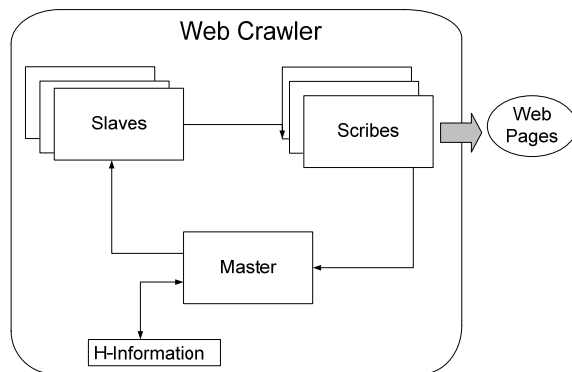 Web Crawler
Slaves
Scribes
Web
Pages
Master
H-Information